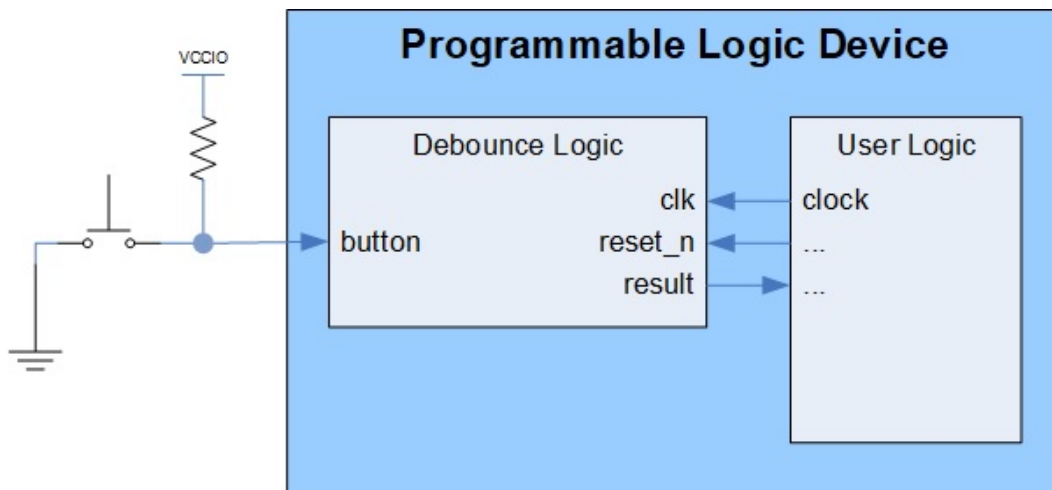 Programmable Logic Device
VCCIO
Debounce Logic
User Logic
clk
clock
button
reset_n
...
result
...